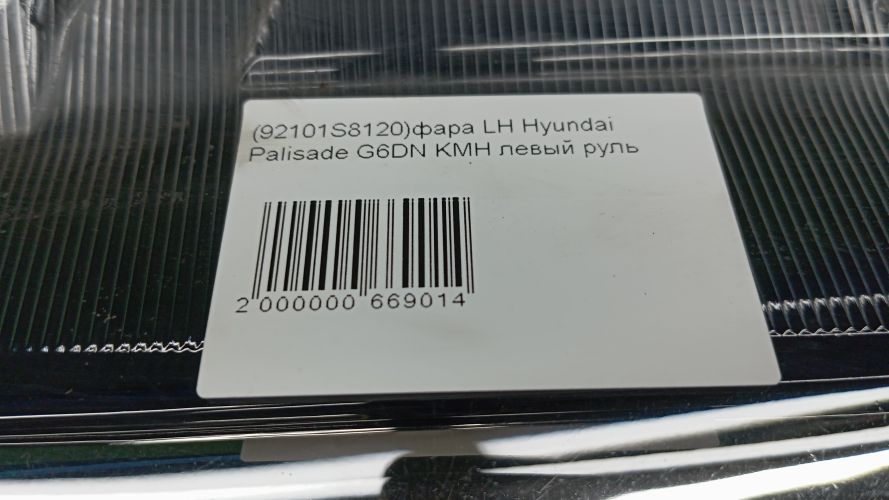 (92101S8120)фара LH Hyundai
Palisade G6DN KMH левый руль
2 000000 669014